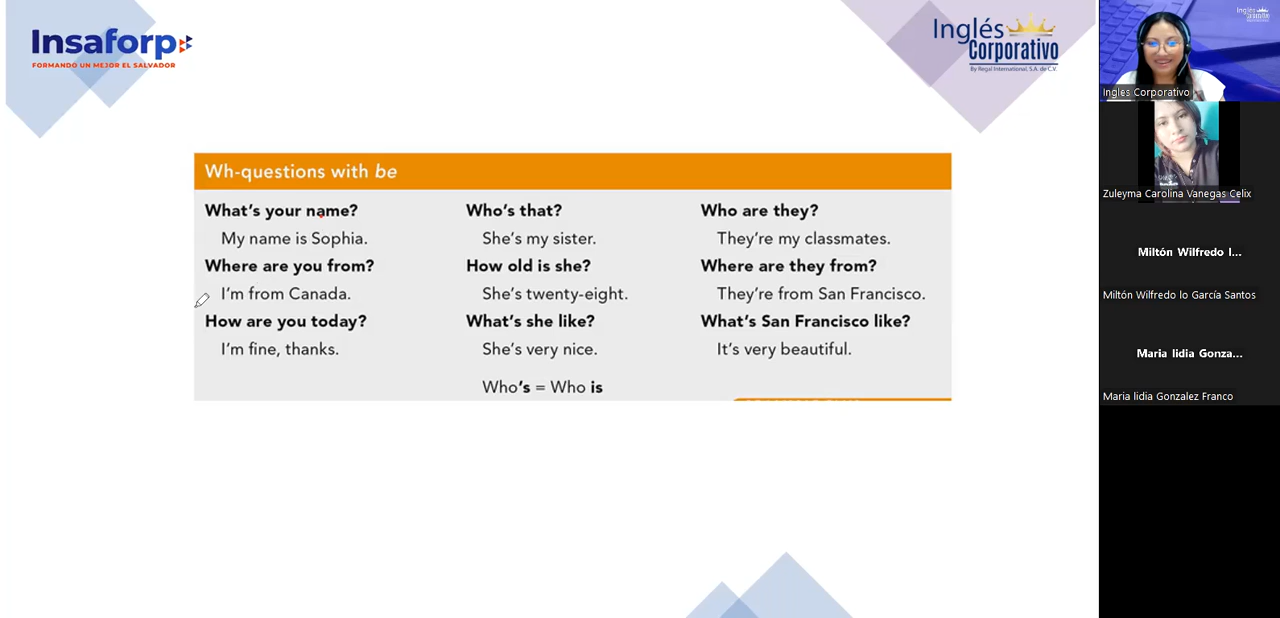 Insaforp
FORMANDO UN MEJOR EL SALVADOR
Inglés
Corporativo
By Regal International, S.A. de C.V.
Wh-questions with be
What's your name?
My name is Sophia.
Where are you from?
I'm from Canada.
How are you today?
I'm fine, thanks.
Who's that?
She's my sister.
How old is she?
She's twenty-eight.
What's she like?
She's very nice.
Who's = Who is
Who are they?
They're my classmates.
Where are they from?
They're from San Francisco.
What's San Francisco like?
It's very beautiful.
Inglés
Ingles Corporativo
Zuleyma Carolina Vanegas Celix
Miltón Wilfredo l...
Miltón Wilfredo lo García Santos
Maria lidia Gonza...
Maria lidia Gonzalez Franco